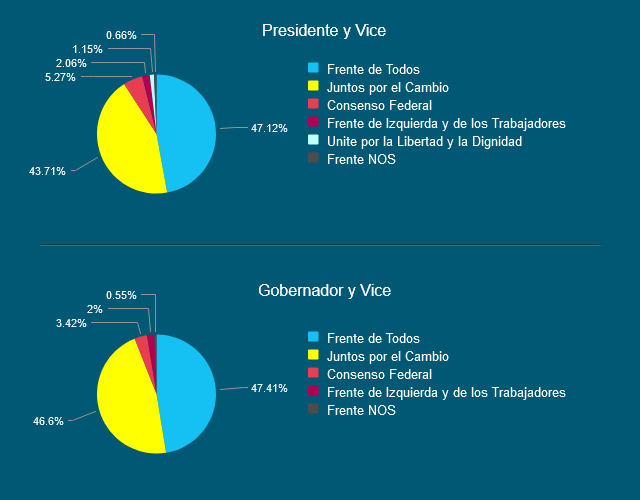 Presidente y Vice
0.66%
1.15%
2.06%
5.27%
47.12%
43.71%
Frente de Todos
Juntos por el Cambio
Consenso Federal
Frente de Izquierda y de los Trabajadores
Unite por la Libertad y la Dignidad
Frente NOS
Gobernador y Vice
0.55%
2%
3.42%
47.41%
46.6%
Frente de Todos
Juntos por el Cambio
Consenso Federal
Frente de Izquierda y de los Trabajadores
Frente NOS